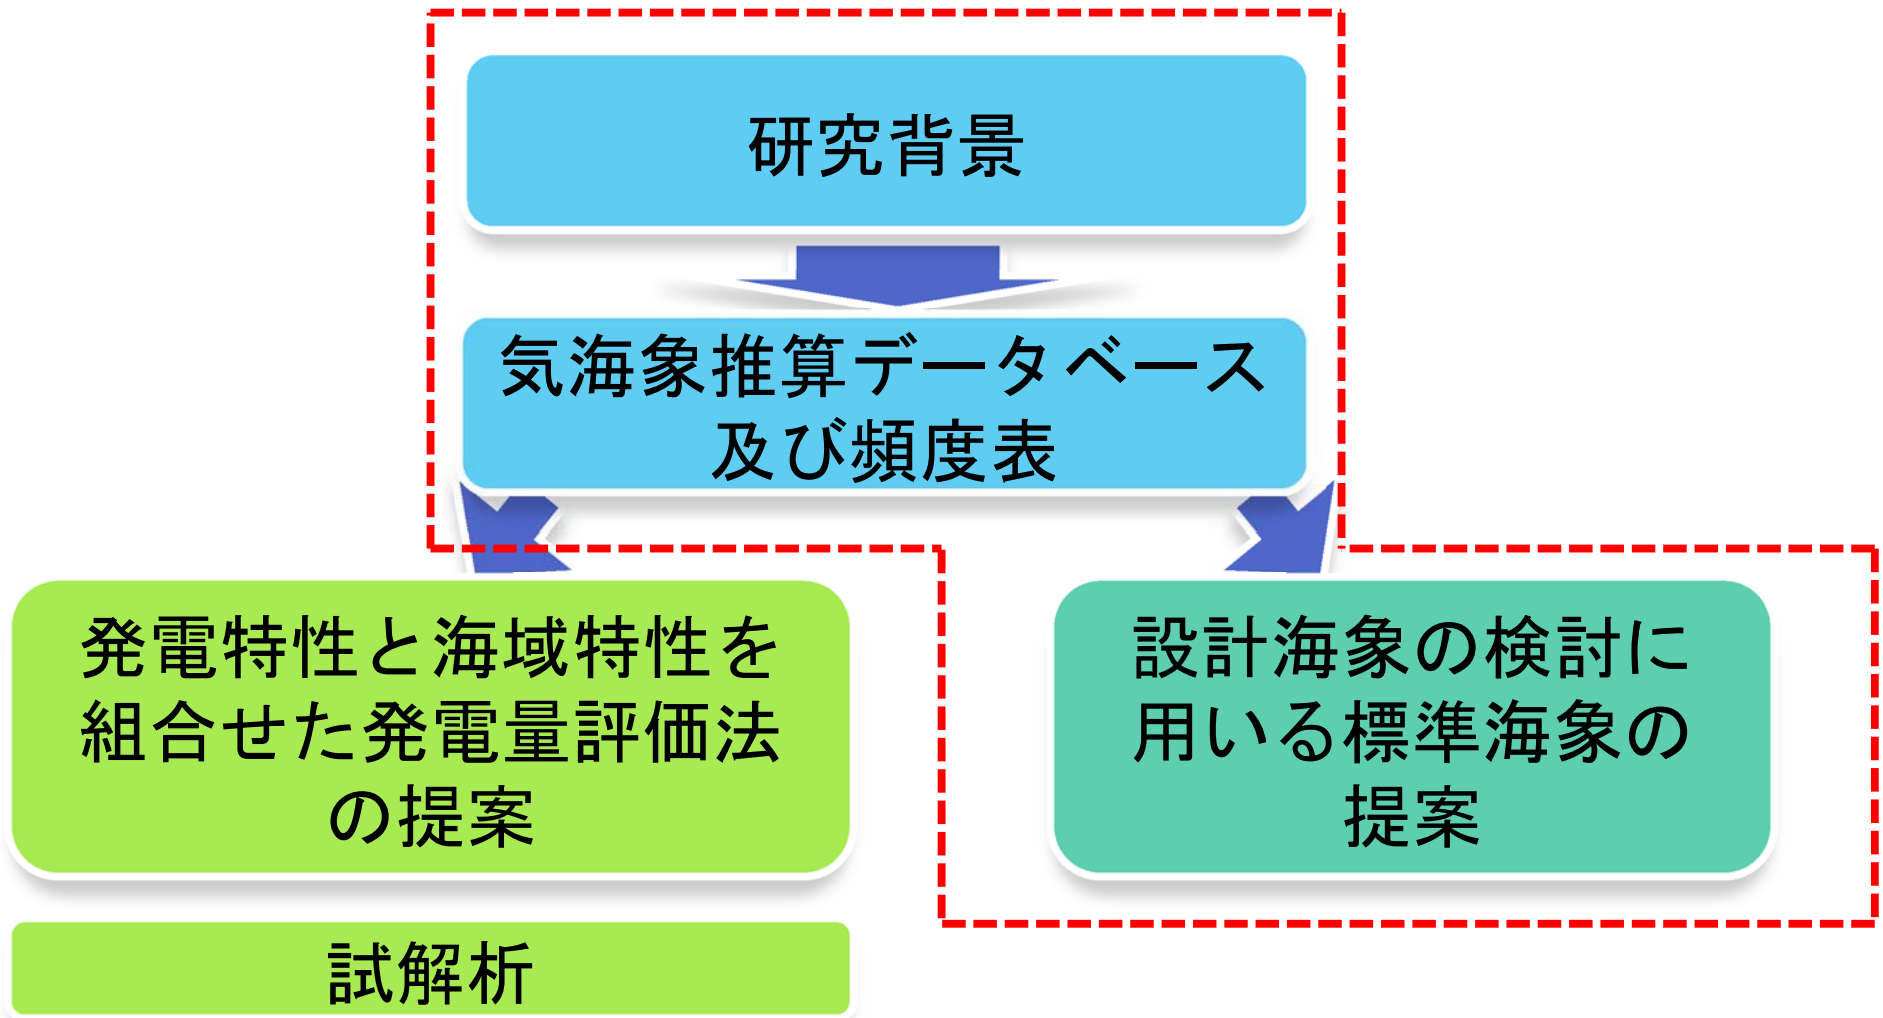 研究背景
気海象推算データベース
及び頻度表
発電特性と海域特性を
組合せた発電量評価法
の提案
設計海象の検討に
用いる標準海象の
提案
試解析